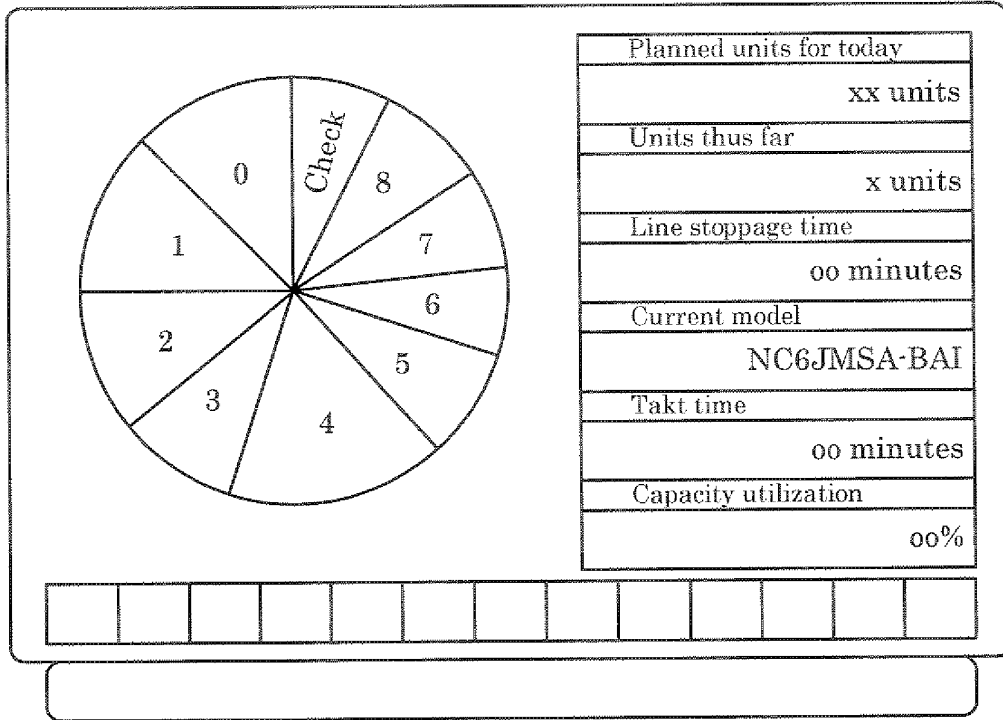 Check
0
1
2
3
4
5
6
7
8
Planned units for today
xx units
Units thus far
x units
Line stoppage time
oo minutes
Current model
NC6JMSA-BAI
Takt time
oo minutes
Capacity utilization
oo%